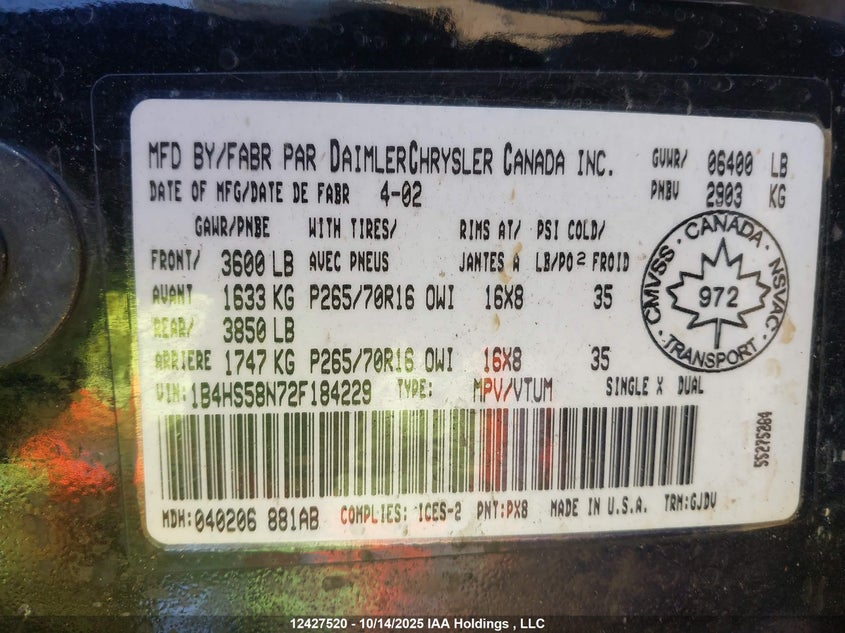 MFD BY/FABR PAR DAIMLERCHRYSLER CANADA INC. GVWR/ 06400 LB
DATE OF MFG/DATE DE FABR 4-02 PNBV 2903 KG
GAWR/PNBE WITH TIRES/ RIMS AT/ PSI COLD/
FRONT/ 3600 LB AVEC PNEUS JANTES A LB/PO2 FROID
AVANT 1633 KG P265/70R16 OWI 16X8 35
REAR/ 3850 LB
ARRIERE 1747 KG P265/70R16 OWI 16X8 35
CMVSS · CANADA · NSVAC · TRANSPORT ·
972
VIN: 1B4HS58N72F184229 TYPE: MPV/VTUM SINGLE X DUAL
55275284
MDH:040206 881AB COMPLIES: ICES-2 PNT:PX8 MADE IN U.S.A. TRM:GJDV
12427520 - 10/14/2025 IAA Holdings , LLC